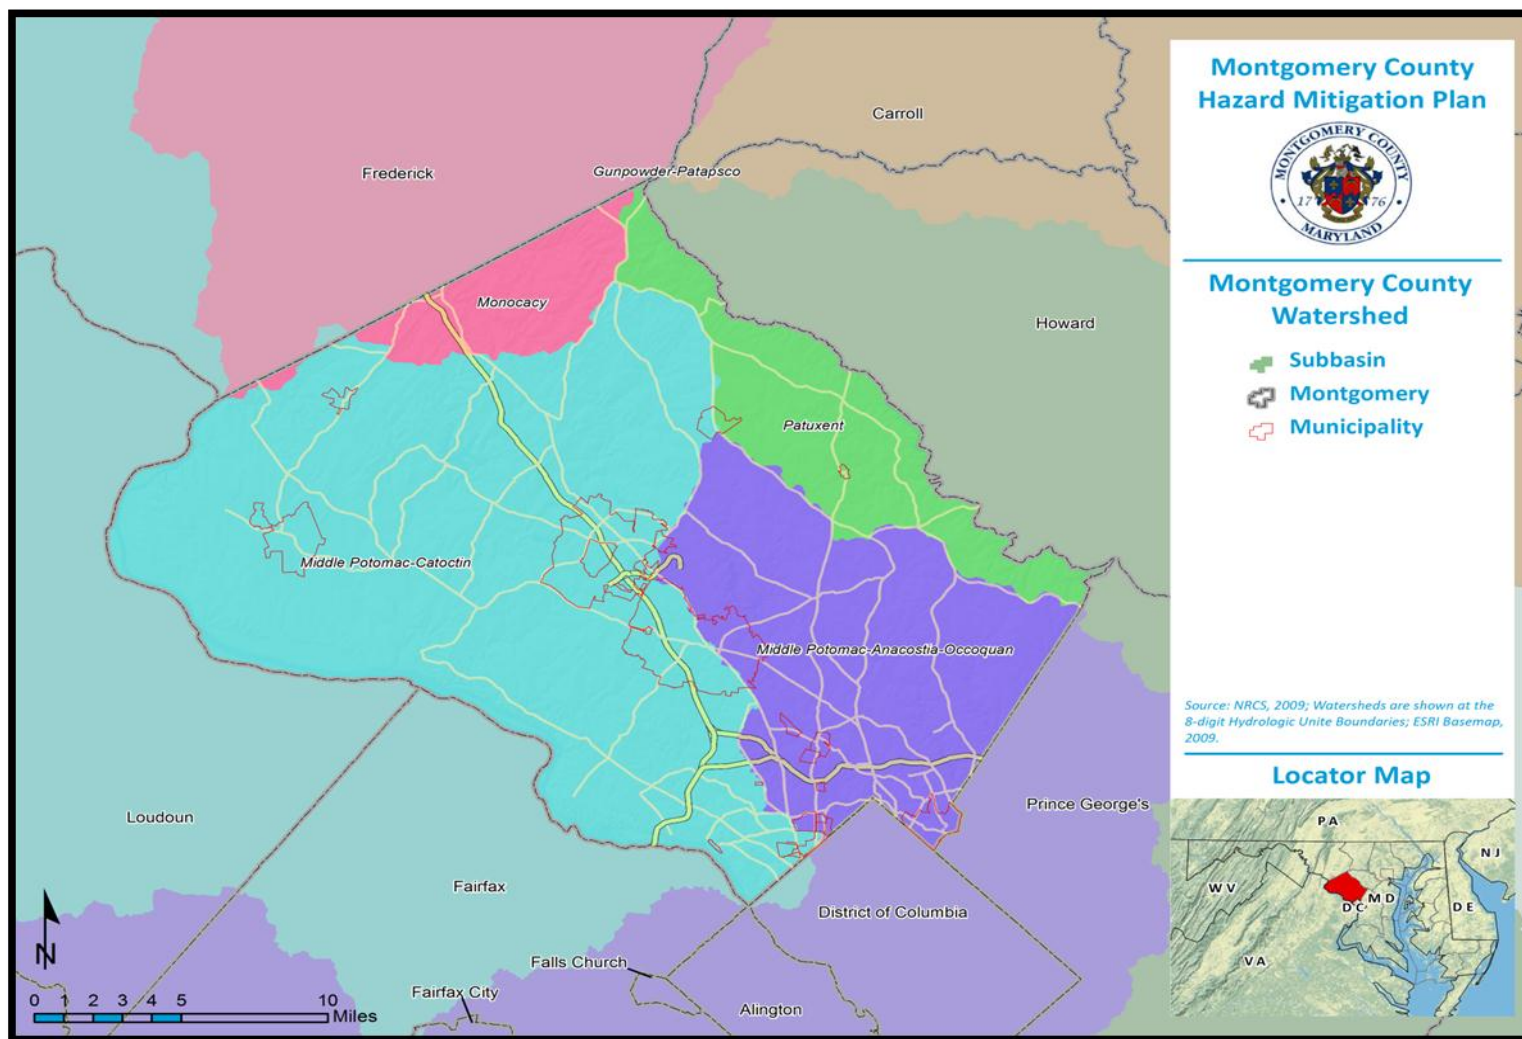 Montgomery County
Hazard Mitigation Plan
MONTGOMERY COUNTY
17 76
MARYLAND
Montgomery County
Watershed
Subbasin
Montgomery
Municipality
Source: NRCS, 2009; Watersheds are shown at the
8-digit Hydrologic Unite Boundaries; ESRI Basemap,
2009.
Locator Map
PA
NJ
WV
MD
DC
DE
VA
Carroll
Frederick
Gunpowder-Patapsco
Monocacy
Howard
Patuxent
Middle Potomac-Catoctin
Middle Potomac-Anacostia-Occoquan
Prince George's
Loudoun
Fairfax
District of Columbia
Falls Church
Fairfax City
Alington
N
0 1 2 3 4 5 10
Miles